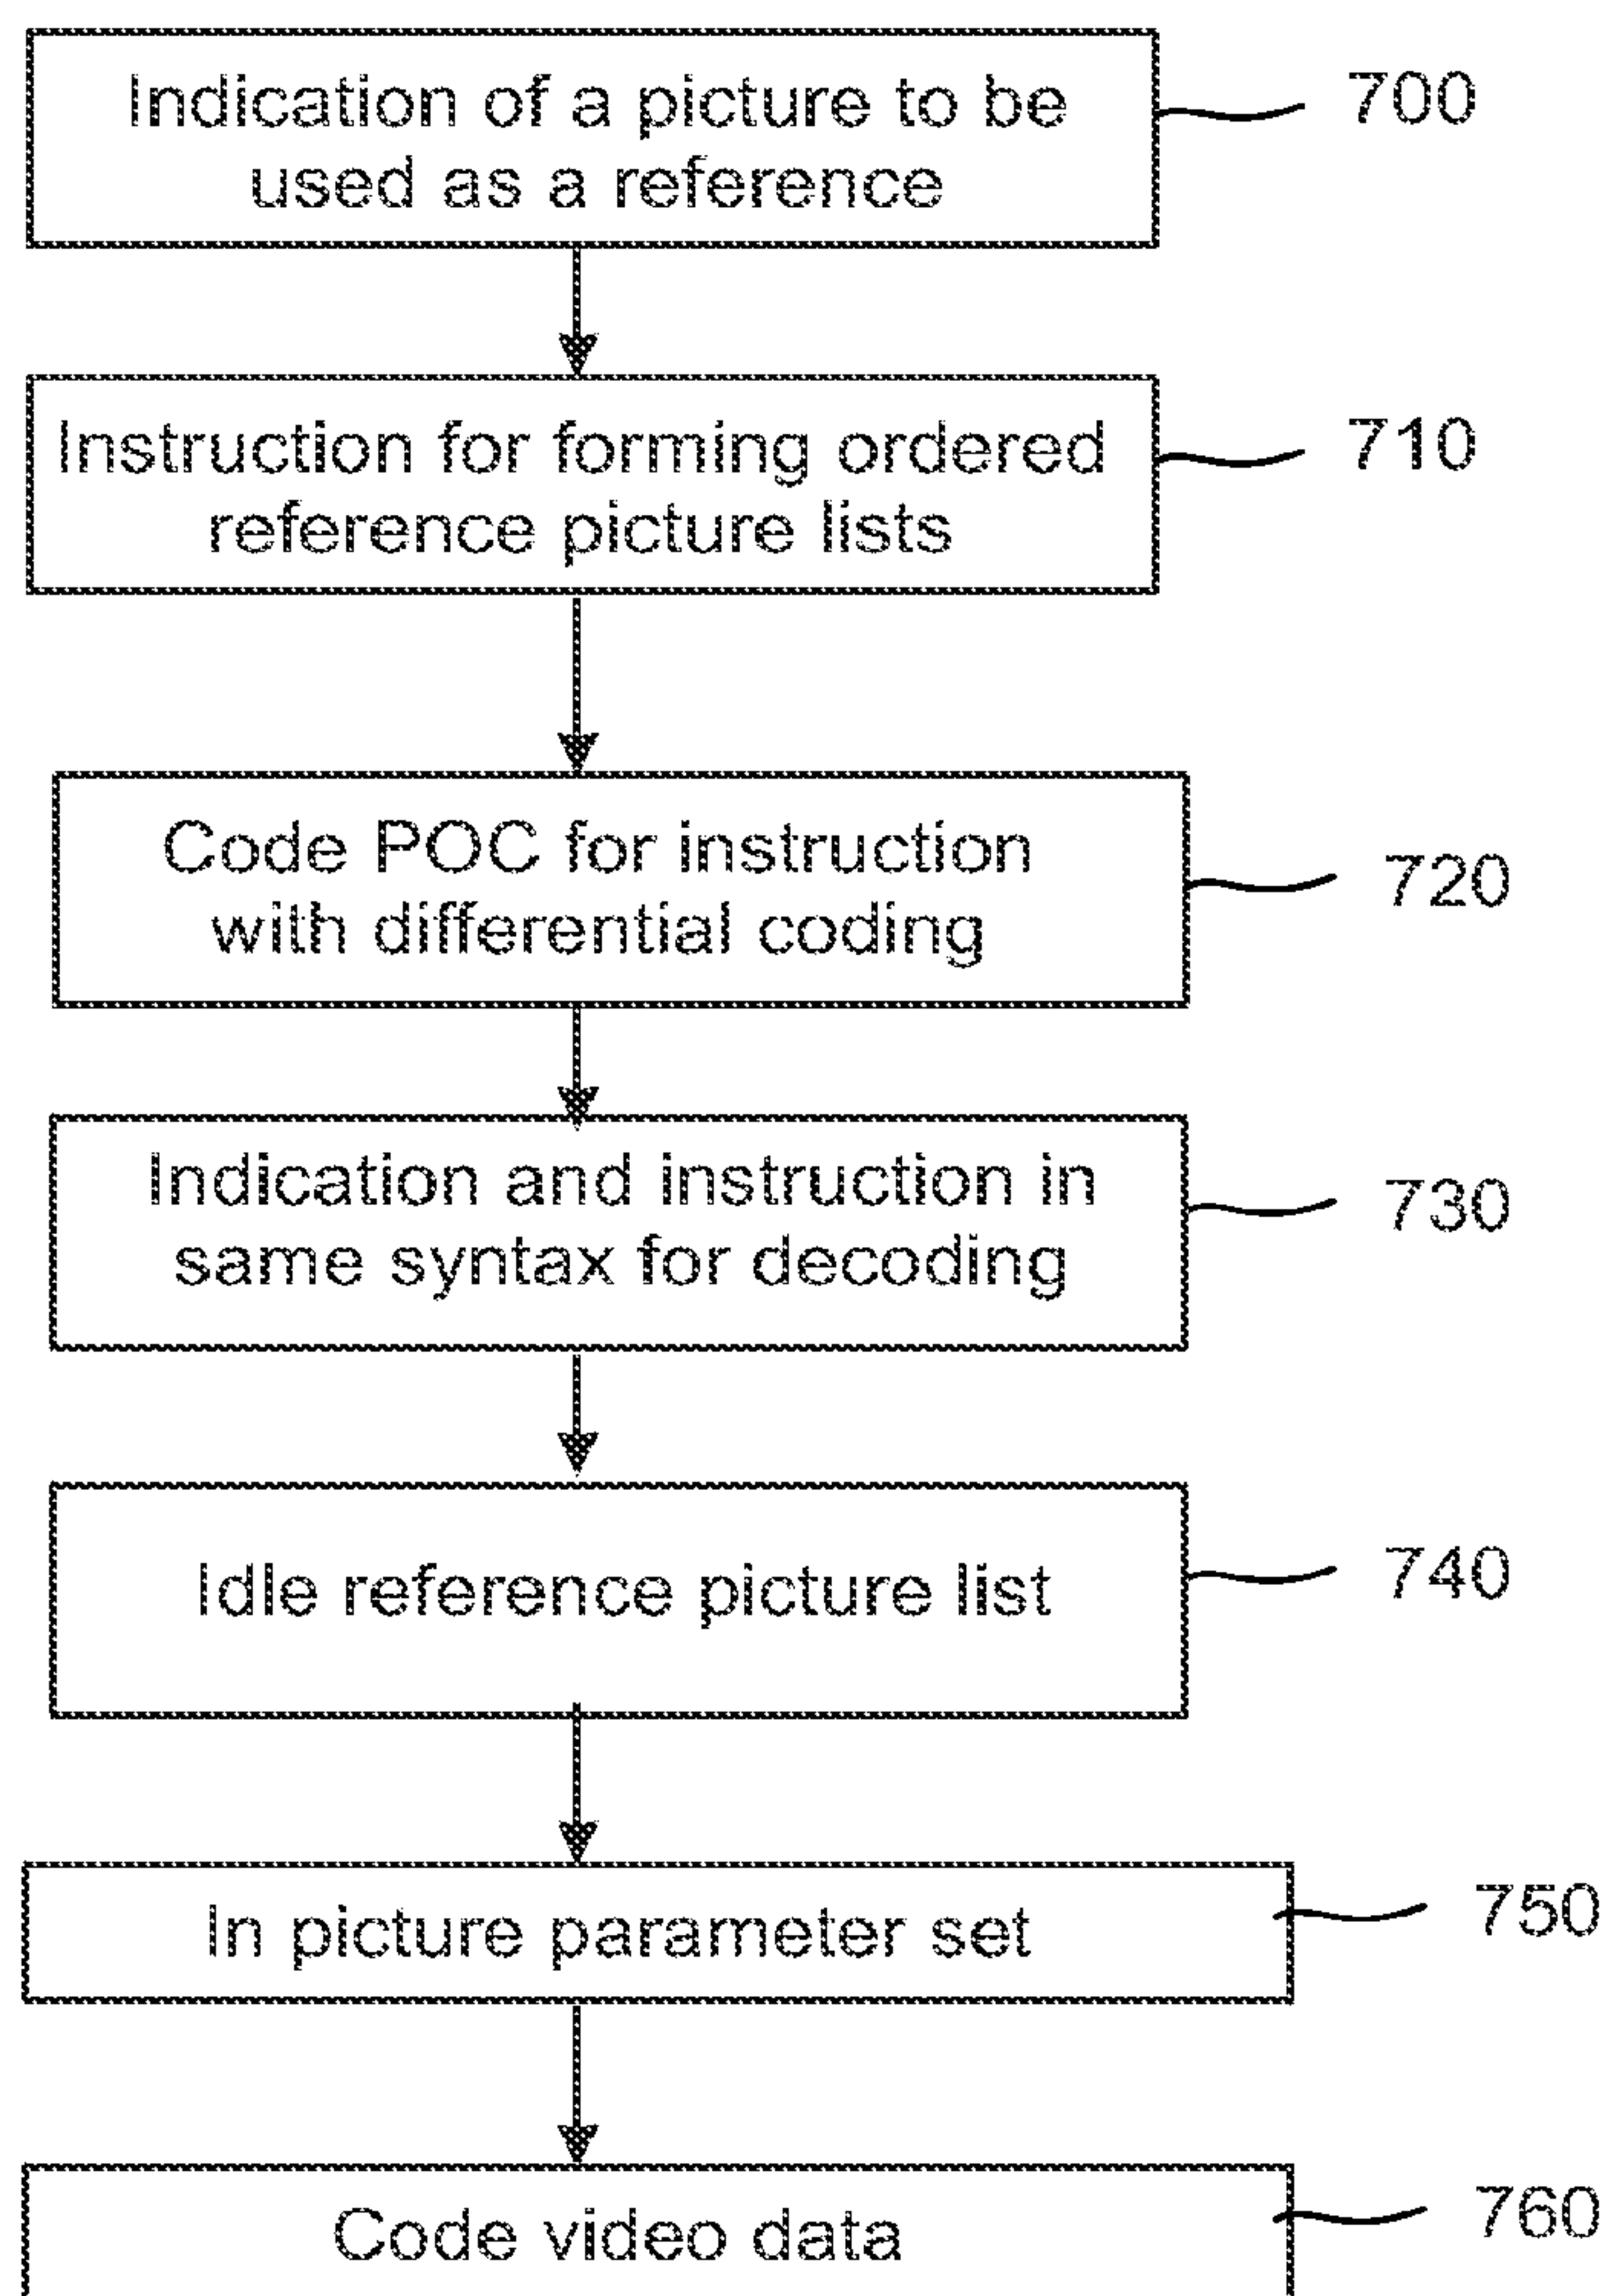 Indication of a picture to be
used as a reference
700
Instruction for forming ordered
reference picture lists
710
Code POC for instruction
with differential coding
720
Indication and instruction in
same syntax for decoding
730
Idle reference picture list
740
In picture parameter set
750
Code video data
760